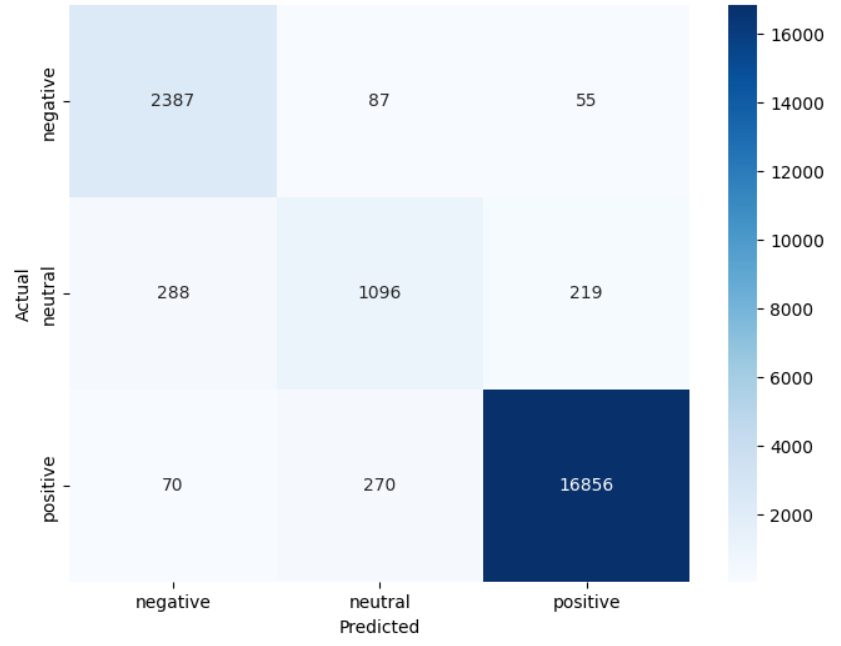 negative
2387 87 55
Actual
neutral
288 1096 219
positive
70 270 16856
negative neutral positive
Predicted
16000
14000
12000
10000
8000
6000
4000
2000